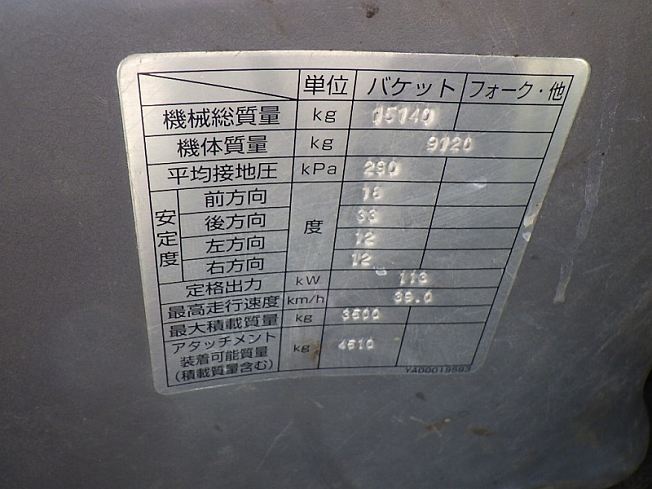 単位 バケット フォーク・他
機械総質量 kg 15140
機体質量 kg 9120
平均接地圧 kPa 290
安定度 前方向 度 16
後方向 33
左方向 12
右方向 12
定格出力 kW 113
最高走行速度 km/h 39.0
最大積載質量 kg 3500
アタッチメント
装着可能質量 kg 4510
(積載質量含む)
YA00019593